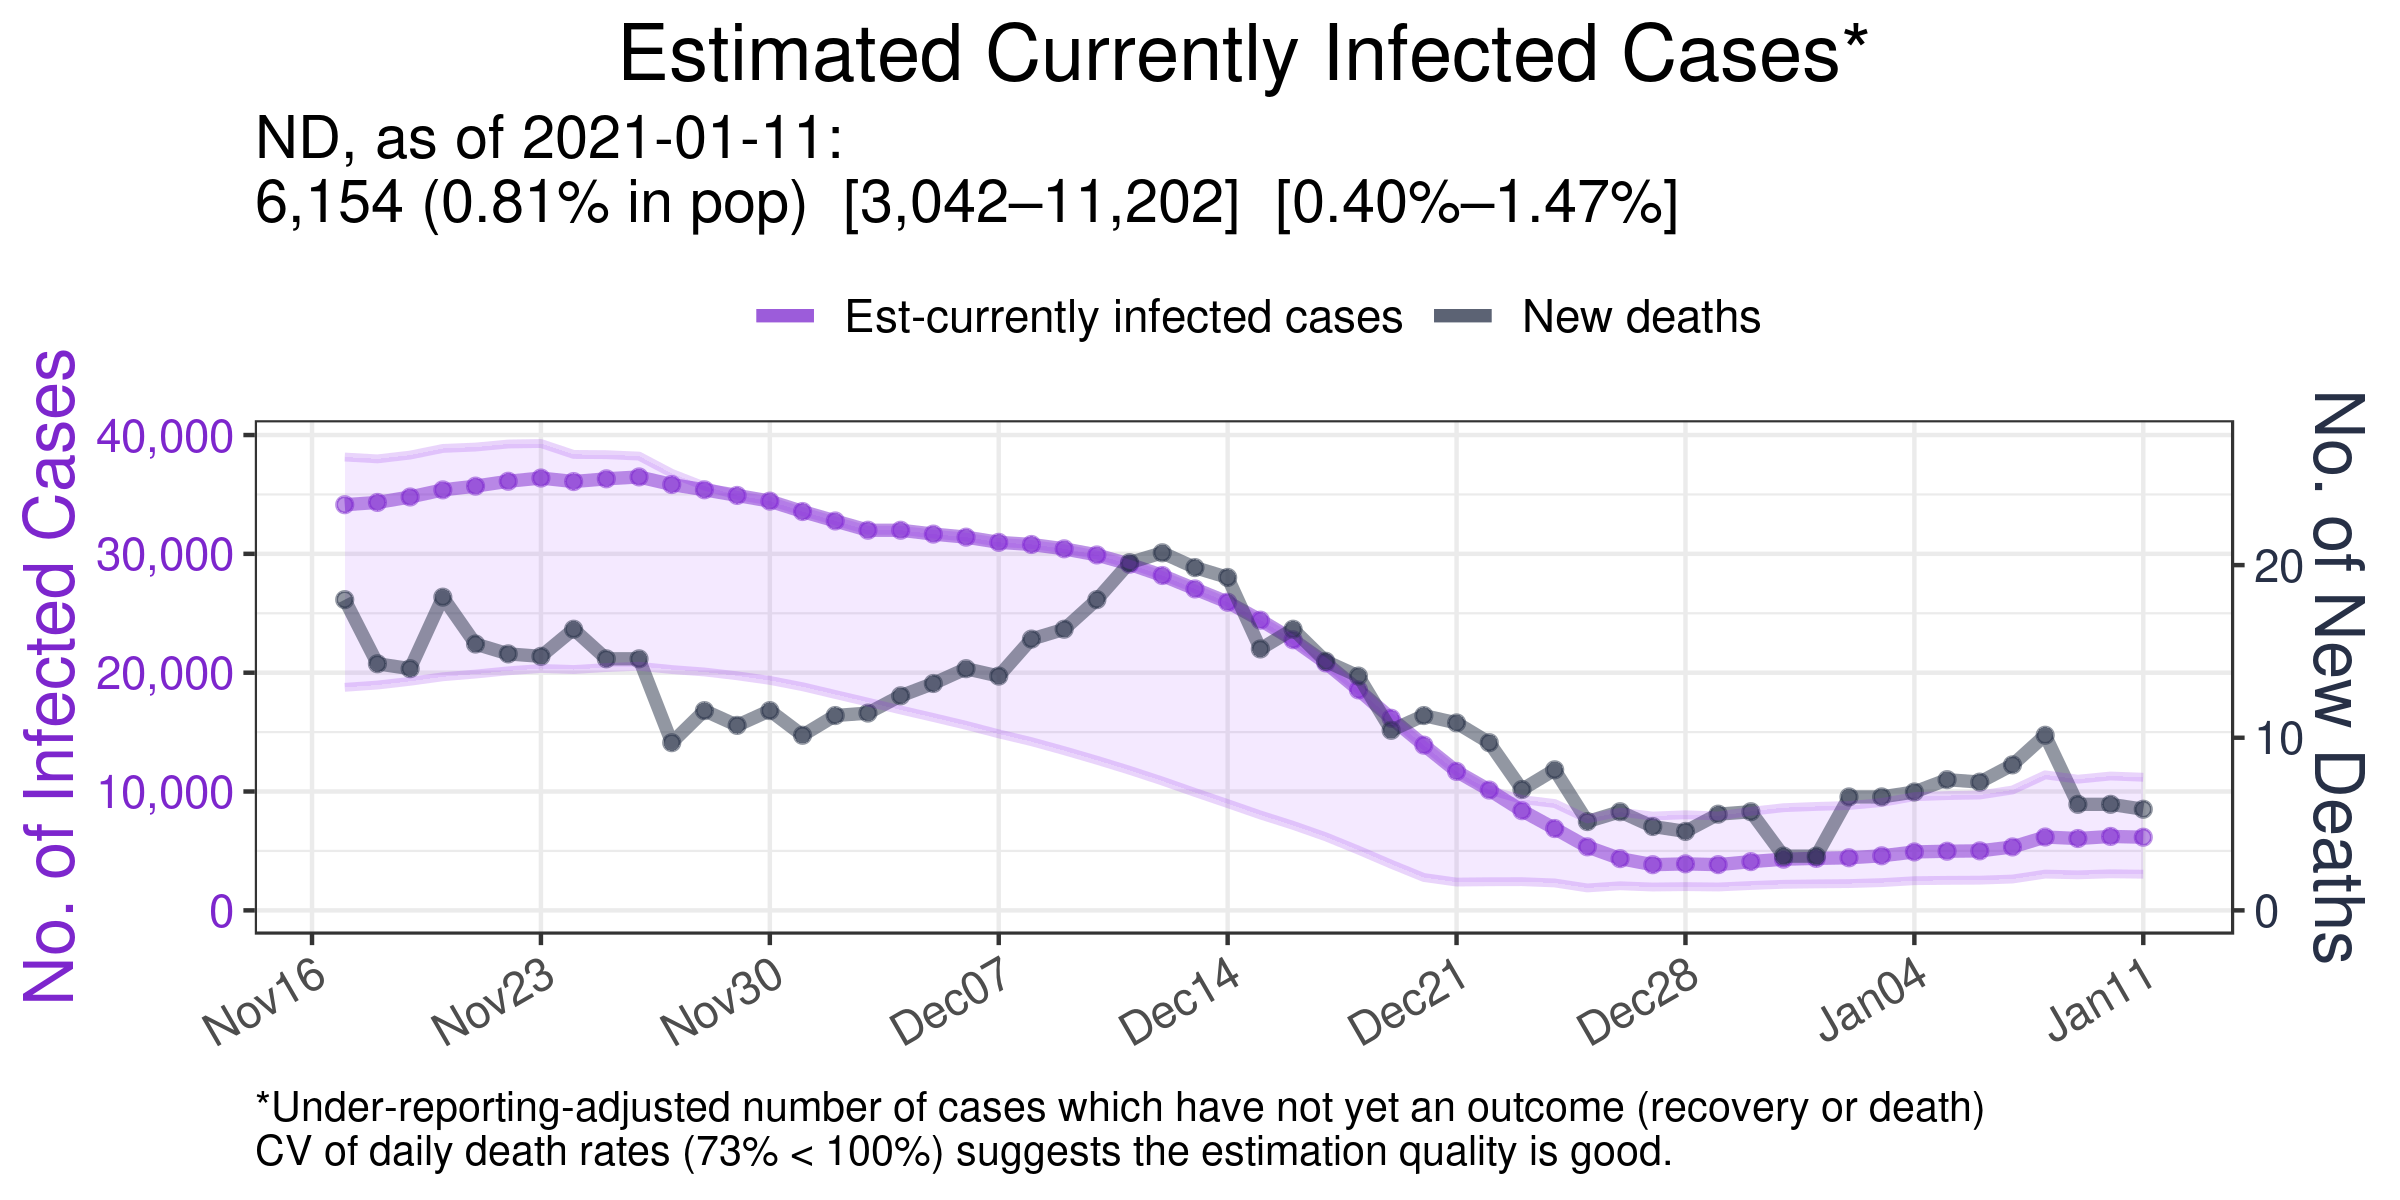 Estimated Currently Infected Cases*
ND, as of 2021-01-11:
6,154 (0.81% in pop)  [3,042–11,202]  [0.40%–1.47%]
Est-currently infected cases
New deaths
No. of Infected Cases
40,000
30,000
20,000
10,000
0
No. of New Deaths
20
10
0
Nov16
Nov23
Nov30
Dec07
Dec14
Dec21
Dec28
Jan04
Jan11
*Under-reporting-adjusted number of cases which have not yet an outcome (recovery or death)
CV of daily death rates (73% < 100%) suggests the estimation quality is good.